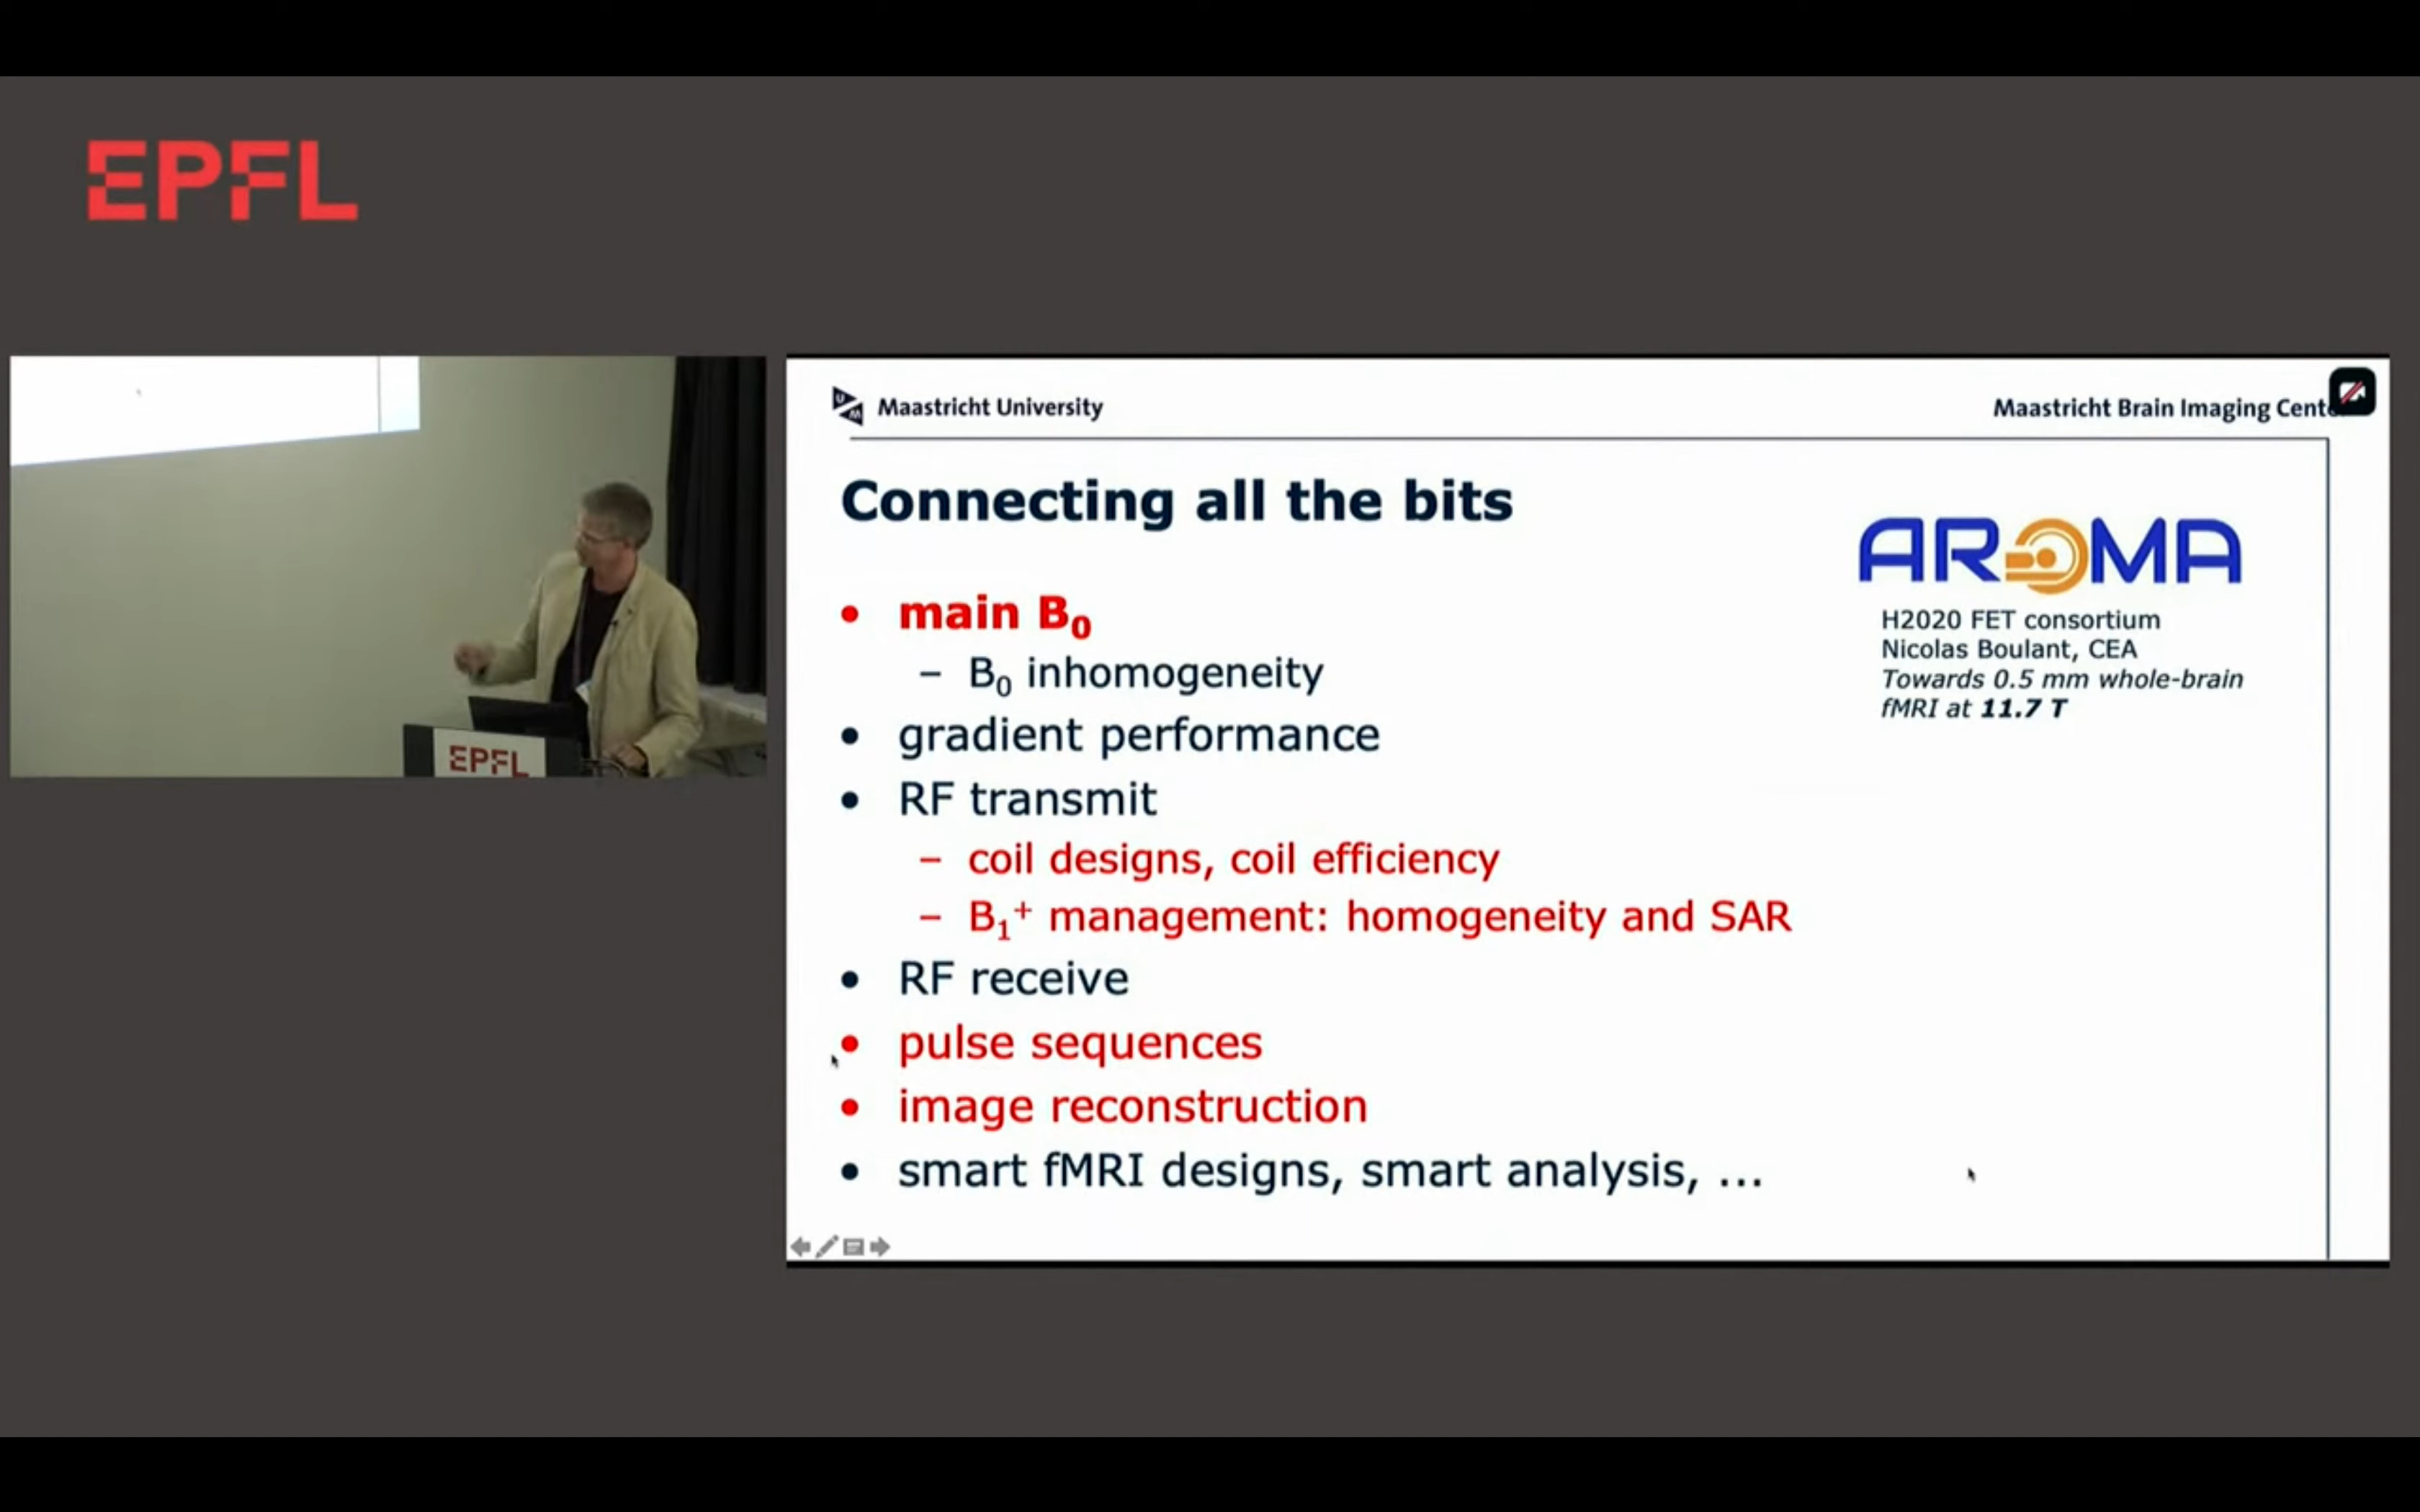 EPFL
EPFL
Maastricht University
Maastricht Brain Imaging Cent
Connecting all the bits
AROMA
H2020 FET consortium
Nicolas Boulant, CEA
Towards 0.5 mm whole-brain
fMRI at 11.7 T
• main B₀
– B₀ inhomogeneity
• gradient performance
• RF transmit
– coil designs, coil efficiency
– B₁⁺ management: homogeneity and SAR
• RF receive
• pulse sequences
• image reconstruction
• smart fMRI designs, smart analysis, ...